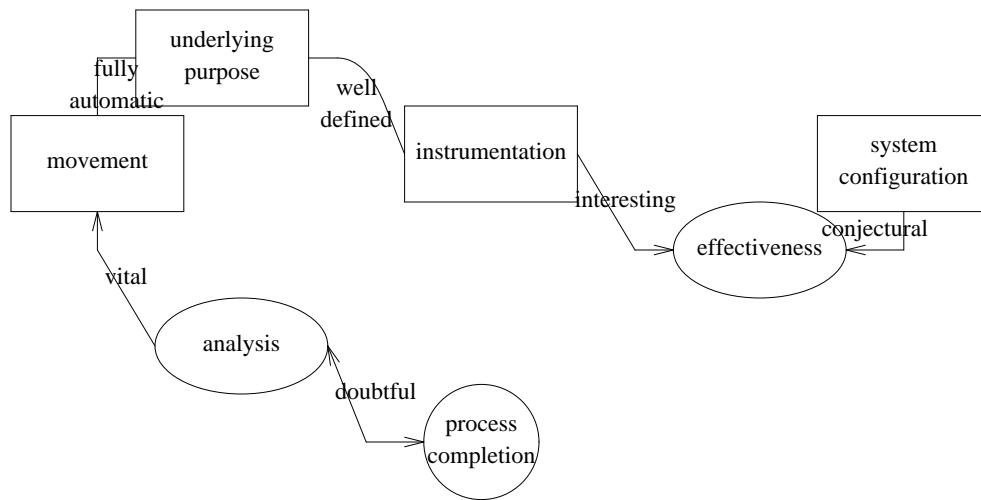 underlying
purpose
fully
automatic
well
defined
movement
instrumentation
system
configuration
interesting
conjectural
effectiveness
vital
analysis
doubtful
process
completion